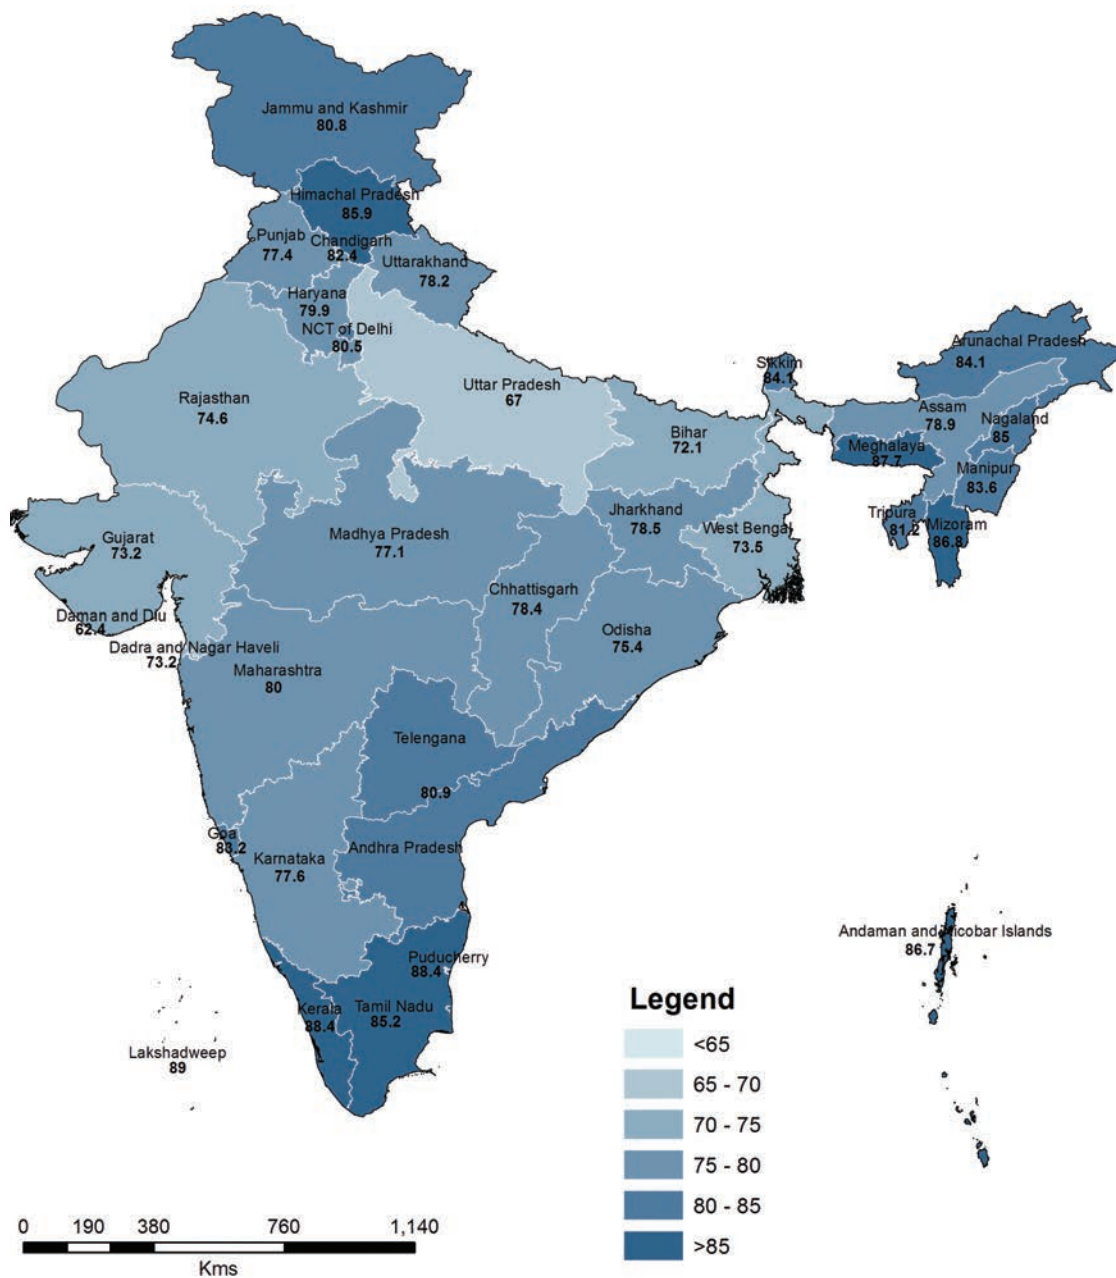 Jammu and Kashmir
80.8
Himachal Pradesh
85.9
Punjab
77.4
Chandigarh
82.4
Uttarakhand
78.2
Haryana
79.9
NCT of Delhi
80.5
Rajasthan
74.6
Uttar Pradesh
67
Bihar
72.1
Sikkim
84.1
Arunachal Pradesh
84.1
Assam
78.9
Nagaland
85
Meghalaya
87.7
Manipur
83.6
Tripura
81.2
Mizoram
86.8
Gujarat
73.2
Madhya Pradesh
77.1
Jharkhand
78.5
West Bengal
73.5
Chhattisgarh
78.4
Daman and Diu
62.4
Odisha
75.4
Dadra and Nagar Haveli
73.2
Maharashtra
80
Telengana
80.9
Goa
Karnataka
77.6
Andhra Pradesh
Puducherry
88.4
Kerala
88.4
Tamil Nadu
85.2
Lakshadweep
89
Andaman and Nicobar Islands
86.7
Legend
<65
65 - 70
70 - 75
75 - 80
80 - 85
>85
0 190 380 760 1,140
Kms